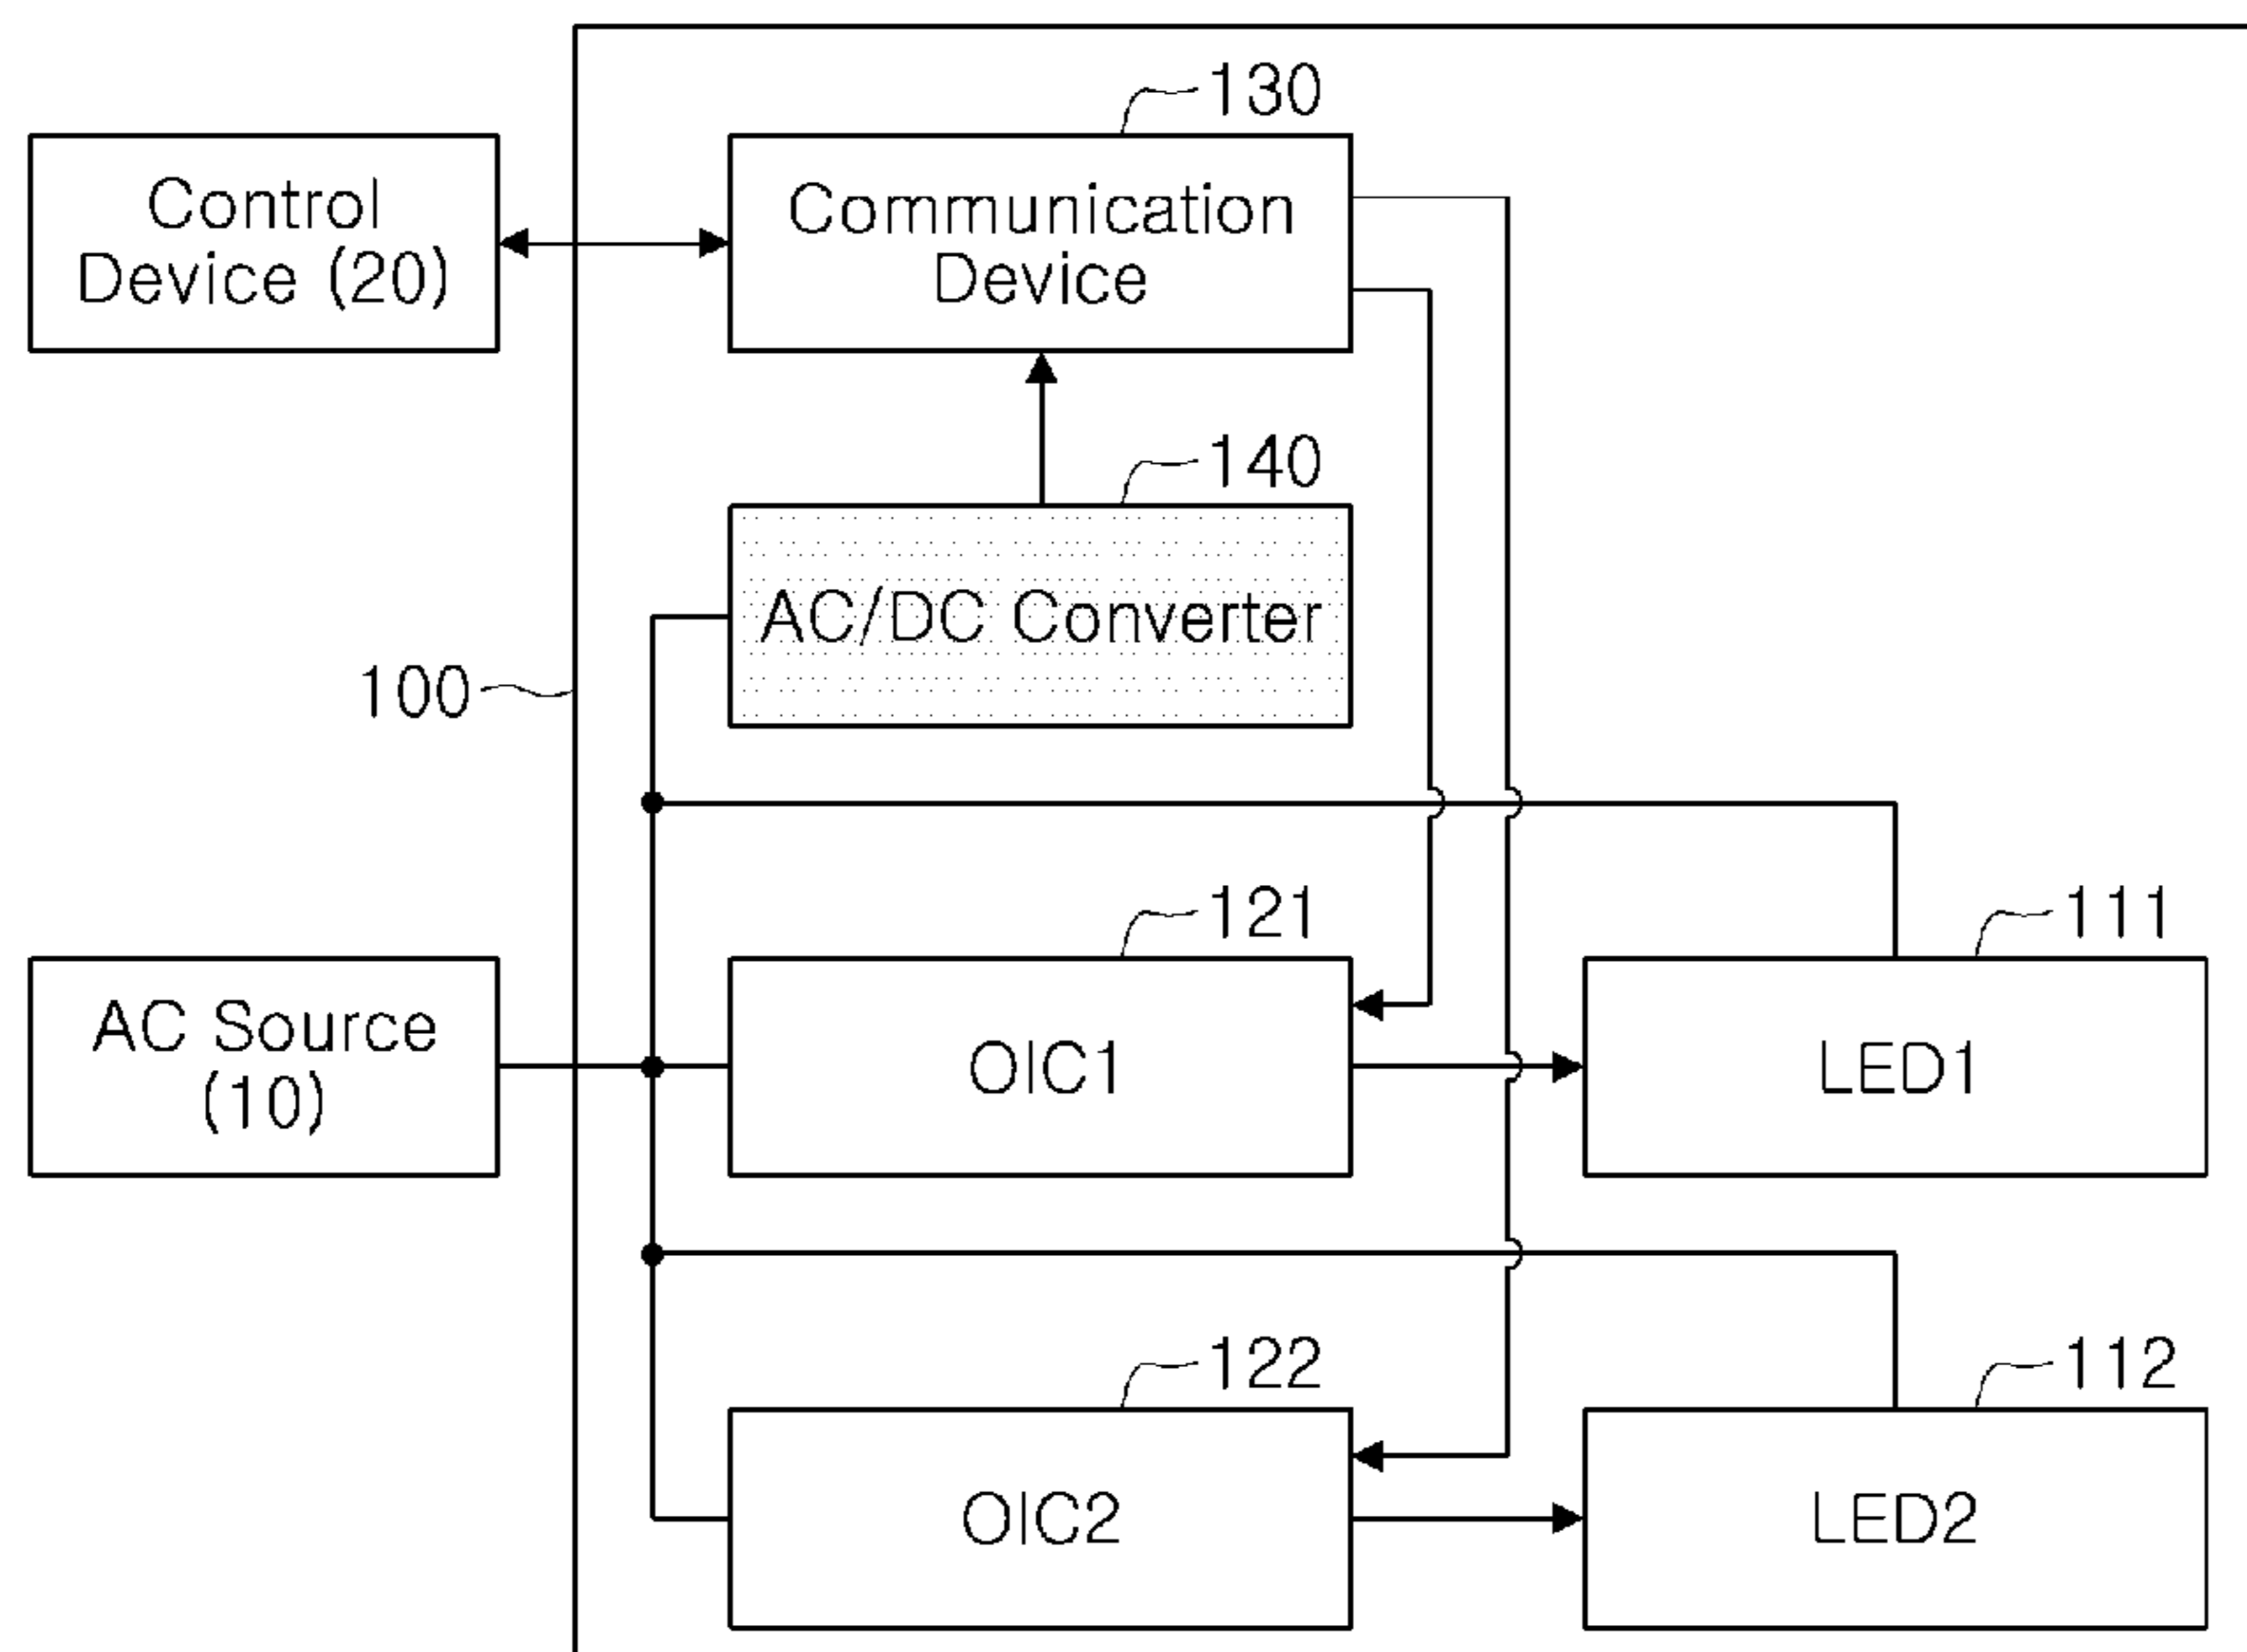 130
Control
Device (20)
Communication
Device
140
AC/DC Converter
100
121
111
AC Source
(10)
OIC1
LED1
122
112
OIC2
LED2